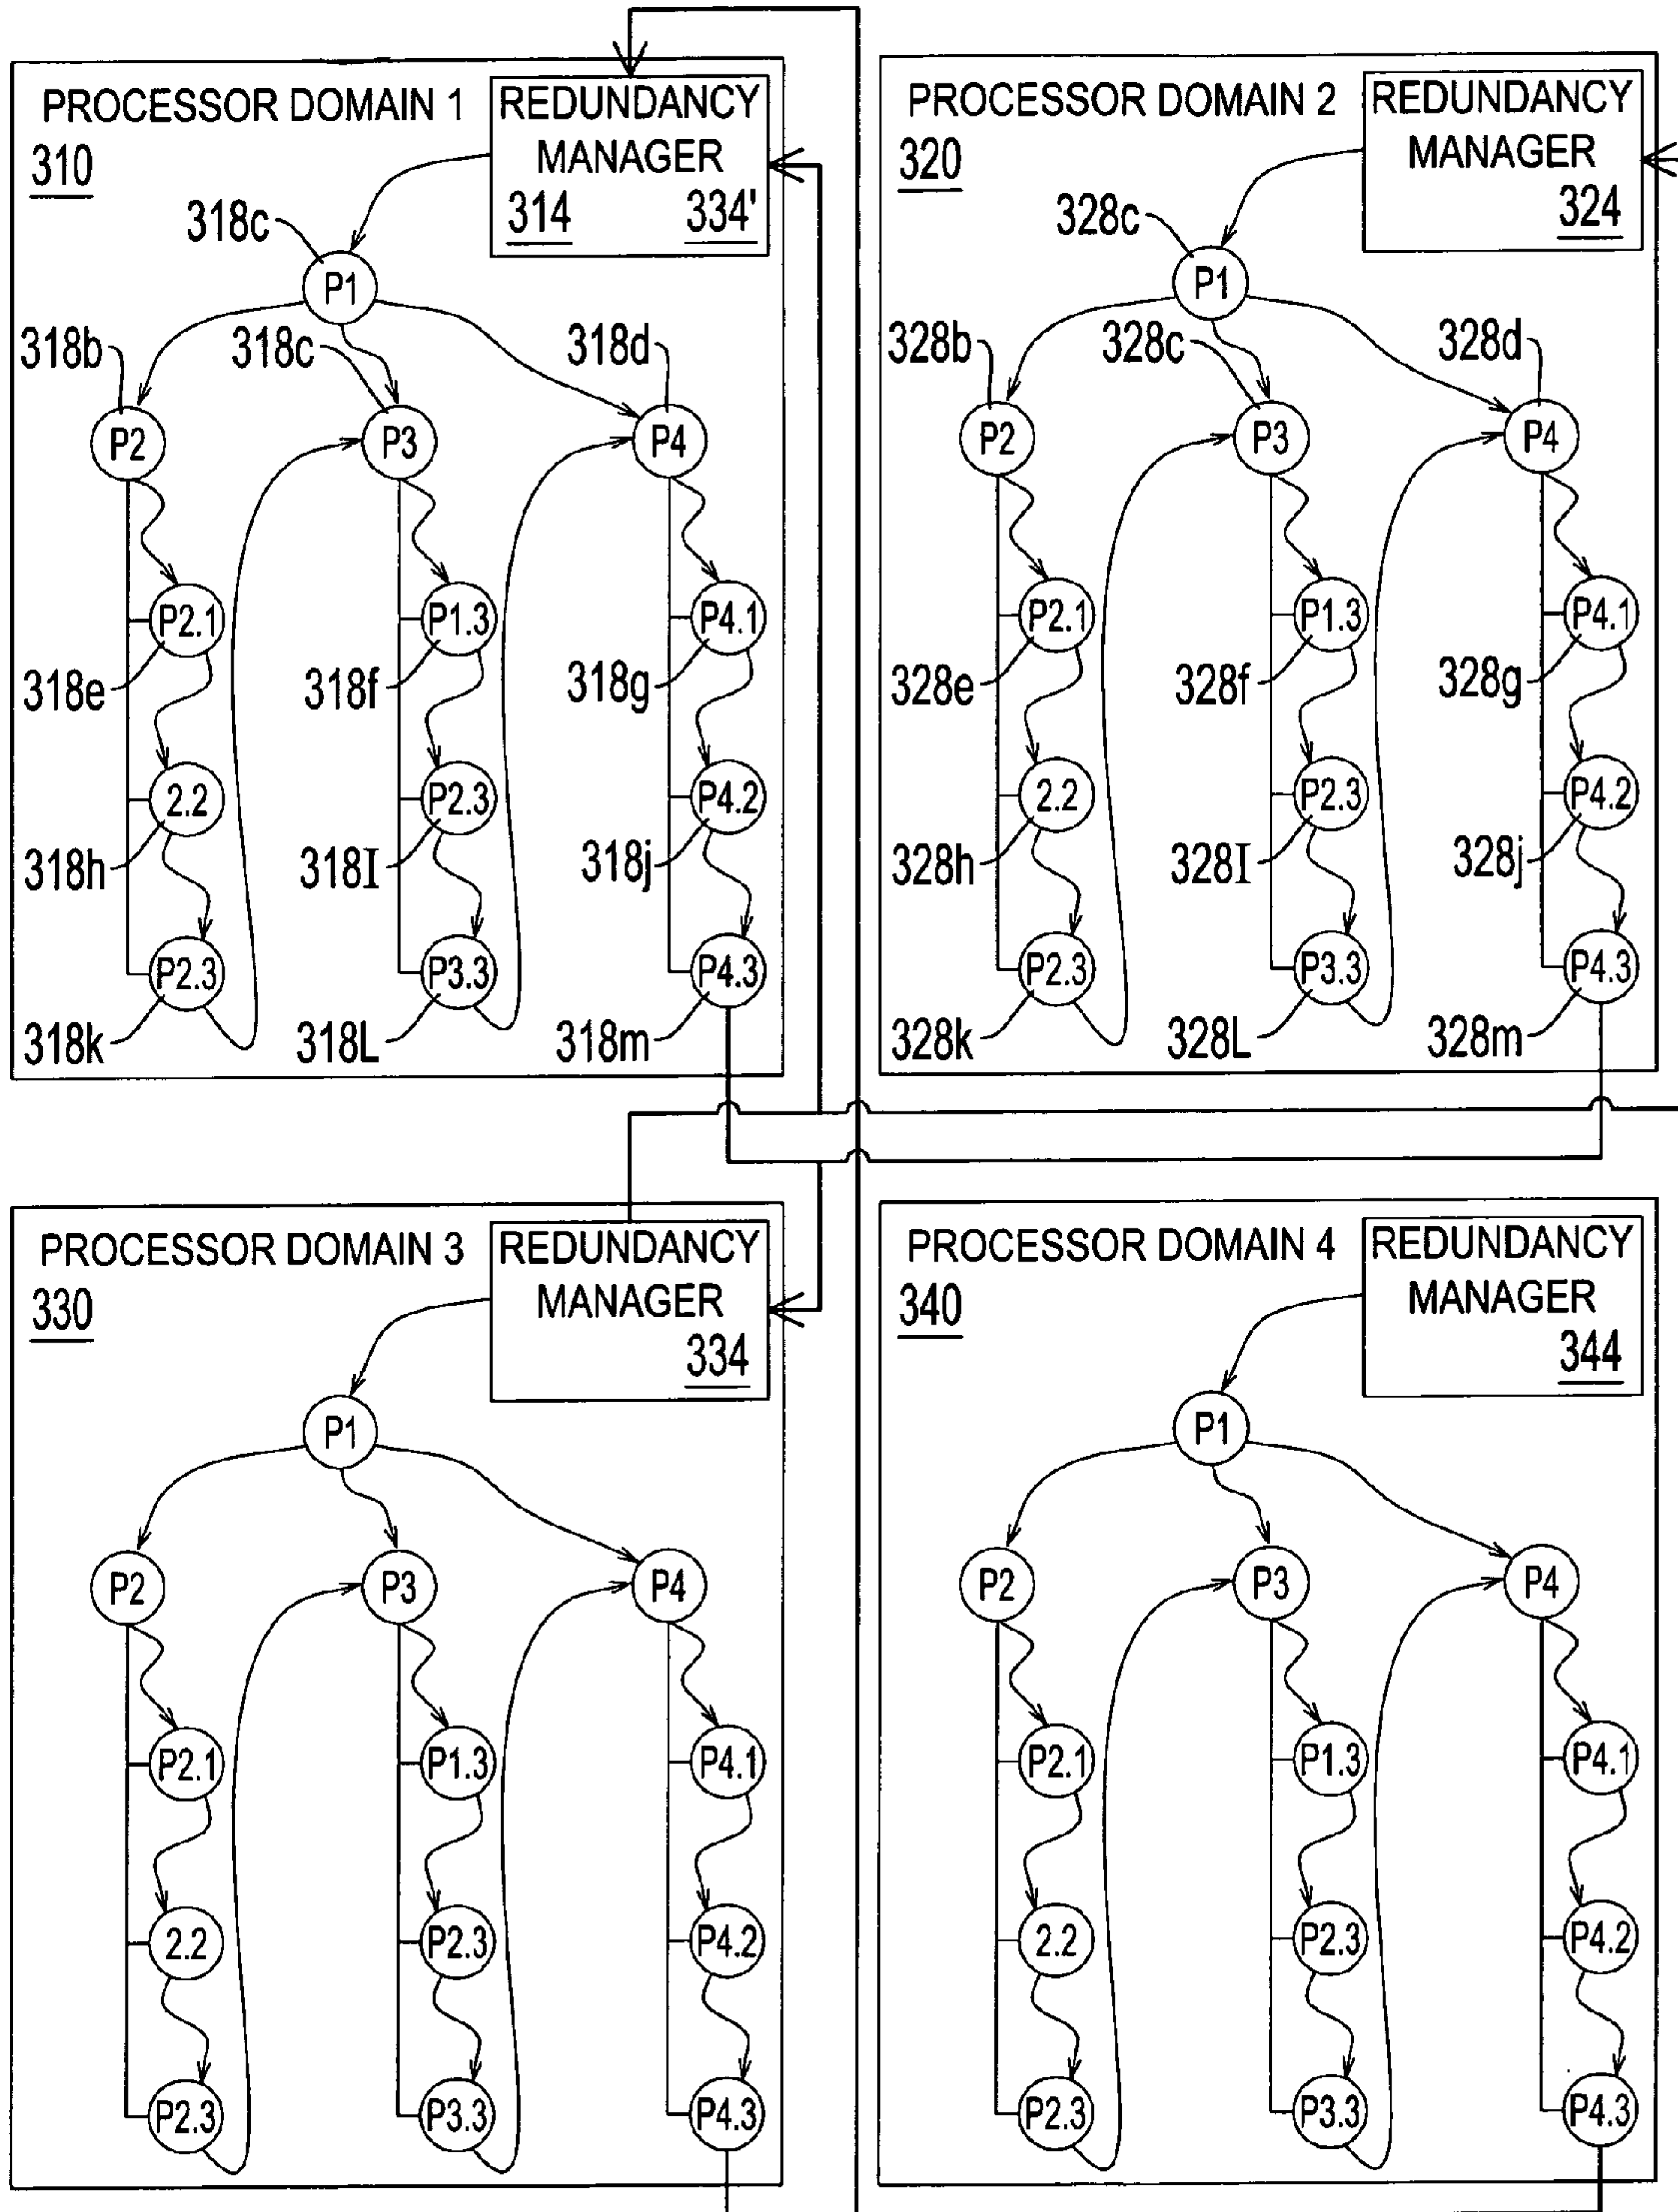 PROCESSOR DOMAIN 1
310
REDUNDANCY
MANAGER
314 334'
318c
P1
318b
318c
318d
P2
P3
P4
P2.1
P1.3
P4.1
318e
318f
318g
2.2
P2.3
P4.2
318h
318I
318j
P2.3
P3.3
P4.3
318k
318L
318m
PROCESSOR DOMAIN 2
320
REDUNDANCY
MANAGER
324
328c
P1
328b
328c
328d
P2
P3
P4
P2.1
P1.3
P4.1
328e
328f
328g
2.2
P2.3
P4.2
328h
328I
328j
P2.3
P3.3
P4.3
328k
328L
328m
PROCESSOR DOMAIN 3
330
REDUNDANCY
MANAGER
334
P1
P2
P3
P4
P2.1
P1.3
P4.1
2.2
P2.3
P4.2
P2.3
P3.3
P4.3
PROCESSOR DOMAIN 4
340
REDUNDANCY
MANAGER
344
P1
P2
P3
P4
P2.1
P1.3
P4.1
2.2
P2.3
P4.2
P2.3
P3.3
P4.3